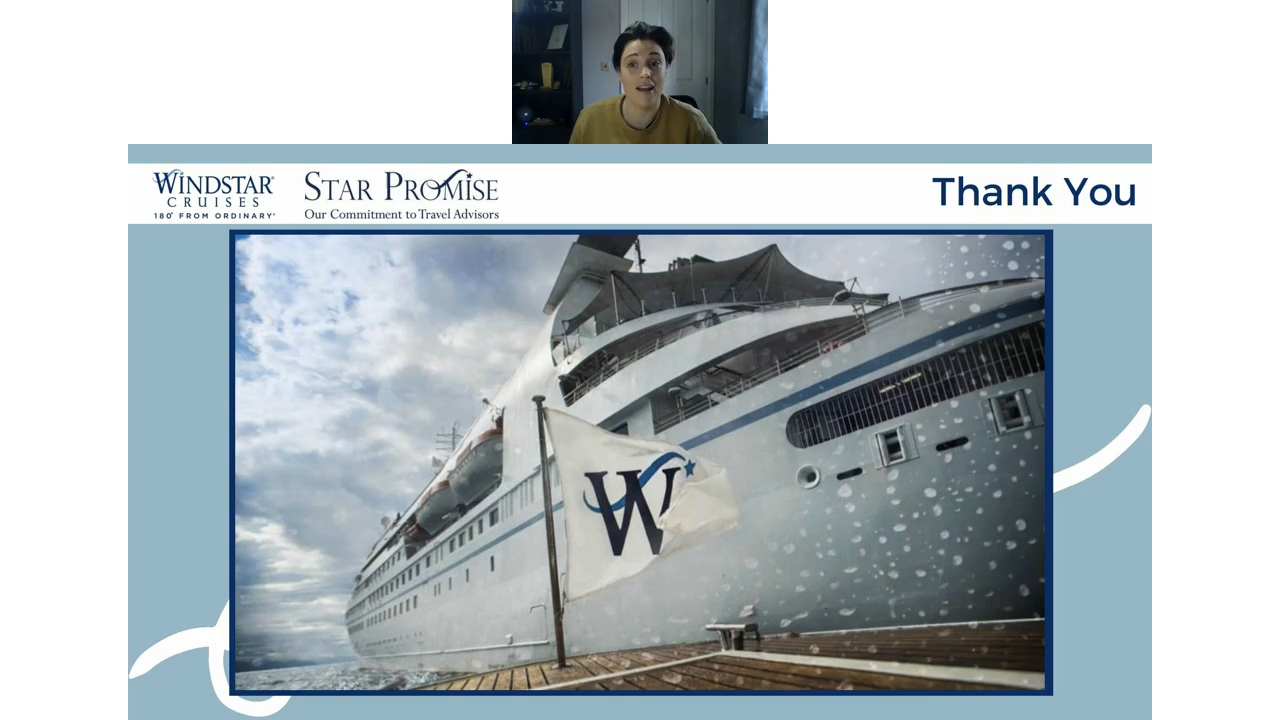 WINDSTAR®
CRUISES
180° FROM ORDINARY®
STAR PROMISE
Our Commitment to Travel Advisors
Thank You
W